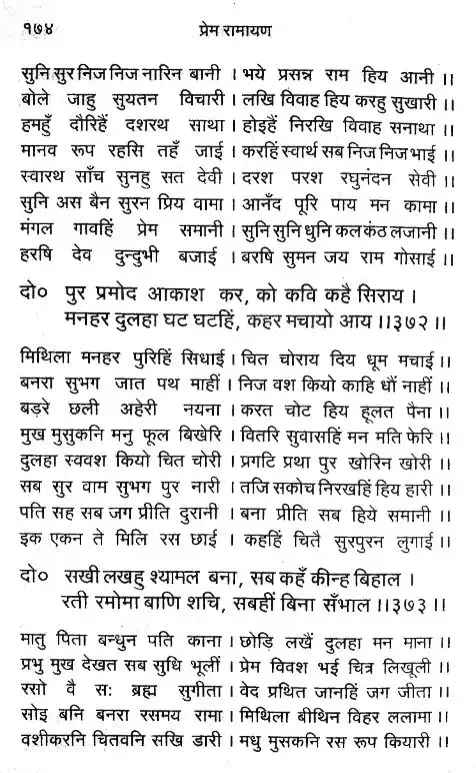 १७४ प्रेम रामायण
सुनि सुर निज निज नारिन बानी । भये प्रसन्न राम हिय आनी ।।
बोले जाहु सुयतन विचारी । लखि विवाह हिय करहु सुखारी ।।
हमहुँ दौरिहैं दशरथ साथा । होइहैं निरखि विवाह सनाथा ।।
मानव रूप रहसि तहँ जाई । करहिं स्वार्थ सब निज निज भाई ।।
स्वारथ साँच सुनहु सत देवी । दरश परश रघुनंदन सेवी ।।
सुनि अस बैन सुरन प्रिय वामा । आनँद पूरि पाय मन कामा ।।
मंगल गावहिं प्रेम समानी । सुनि सुनि धुनि कल कंठ लजानी ।।
हरषि देव दुन्दुभी बजाई । बरषि सुमन जय राम गोसाई ।।
दो० पुर प्रमोद आकाश कर, को कवि कहै सिराय ।
मनहर दुलहा घट घटहिं, कहर मचायो आय ।।३७२।।
मिथिला मनहर पुरिहिं सिधाई । चित चोराय दिय धूम मचाई ।।
बनरा सुभग जात पथ माहीं । निज वश कियो काहि धौं नाहीं ।।
बड़रे छली अहेरी नयना । करत चोट हिय हूलत पैना ।।
मुख मुसुकनि मनु फूल बिखेरि । वितरि सुवासहिं मन मति फेरि ।।
दुलहा स्ववश कियो चित चोरी । प्रगटि प्रथा पुर खोरिन खोरी ।।
सब सुर वाम सुभग पुर नारी । तजि सकोच निरखहिं हिय हारी ।।
पति सह सब जग प्रीति दुरानी । बना प्रीति सब हिये समानी ।।
इक एकन ते मिलि रस छाई । कहहिं चितै सुरपुरन लुगाई ।।
दो० सखी लखहु श्यामल बना, सब कहँ कीन्ह बिहाल ।
रती रमोमा बाणि शचि, सबहीं बिना सँभाल ।।३७३।।
मातु पिता बन्धुन पति काना । छोड़ि लखैं दुलहा मन माना ।।
प्रभु मुख देखत सब सुधि भूलीं । प्रेम विवश भई चित्र लिखूली ।।
रसो वै सः ब्रह्म सुगीता । वेद प्रथित जानहिं जग जीता ।।
सोइ बनि बनरा रसमय रामा । मिथिला बीथिन विहर ललामा ।।
वशीकरनि चितवनि सखि डारी । मधु मुसकनि रस रूप कियारी ।।